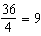 36/4 = 9